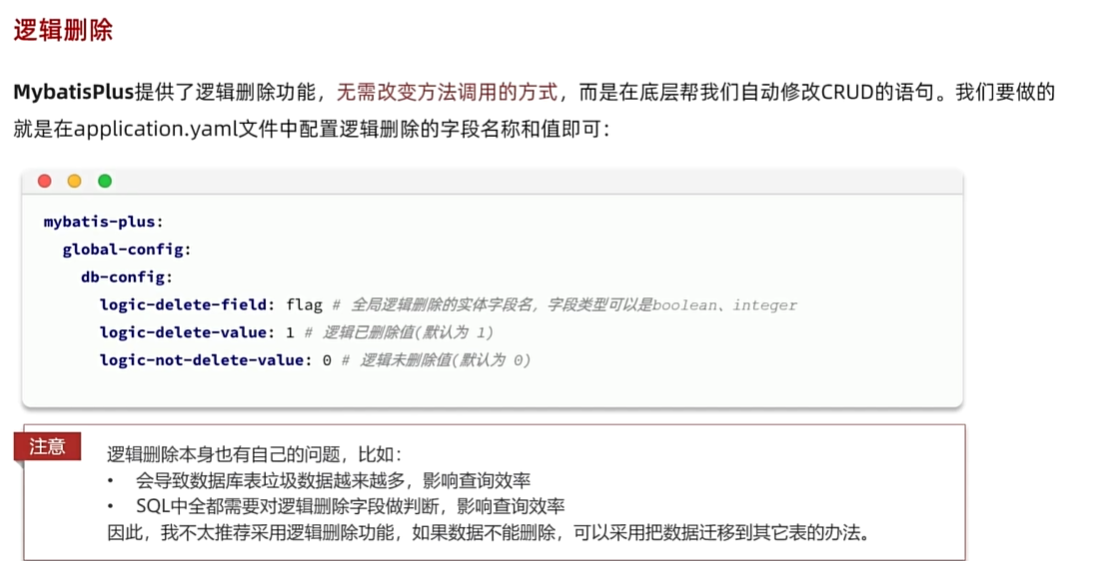 逻辑删除
MybatisPlus提供了逻辑删除功能，无需改变方法调用的方式，而是在底层帮我们自动修改CRUD的语句。我们要做的
就是在application.yaml文件中配置逻辑删除的字段名称和值即可：
mybatis-plus:
  global-config:
    db-config:
      logic-delete-field: flag # 全局逻辑删除的实体字段名，字段类型可以是boolean、integer
      logic-delete-value: 1 # 逻辑已删除值(默认为 1)
      logic-not-delete-value: 0 # 逻辑未删除值(默认为 0)
注意
逻辑删除本身也有自己的问题，比如：
• 会导致数据库表垃圾数据越来越多，影响查询效率
• SQL中全都需要对逻辑删除字段做判断，影响查询效率
因此，我不太推荐采用逻辑删除功能，如果数据不能删除，可以采用把数据迁移到其它表的办法。